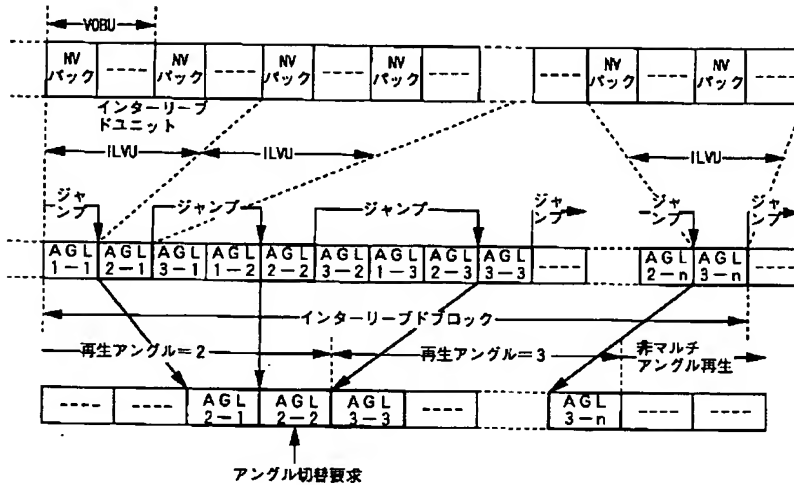 VOBU
NV パック ---- NV パック ---- NV パック ---- NV パック ---- ---- NV パック ---- NV パック ----
インターリーブ
ドユニット
ILVU ILVU ILVU
ジャンプ ジャンプ ジャンプ ジャンプ ジャンプ ジャンプ
AGL 1-1 AGL 2-1 AGL 3-1 AGL 1-2 AGL 2-2 AGL 3-2 AGL 1-3 AGL 2-3 AGL 3-3 ---- AGL 2-n AGL 3-n ----
インターリーブドブロック
再生アングル=2 再生アングル=3 非マルチ
アングル再生
---- ---- AGL 2-1 AGL 2-2 AGL 3-3 ---- AGL 3-n ---- ----
アングル切替要求